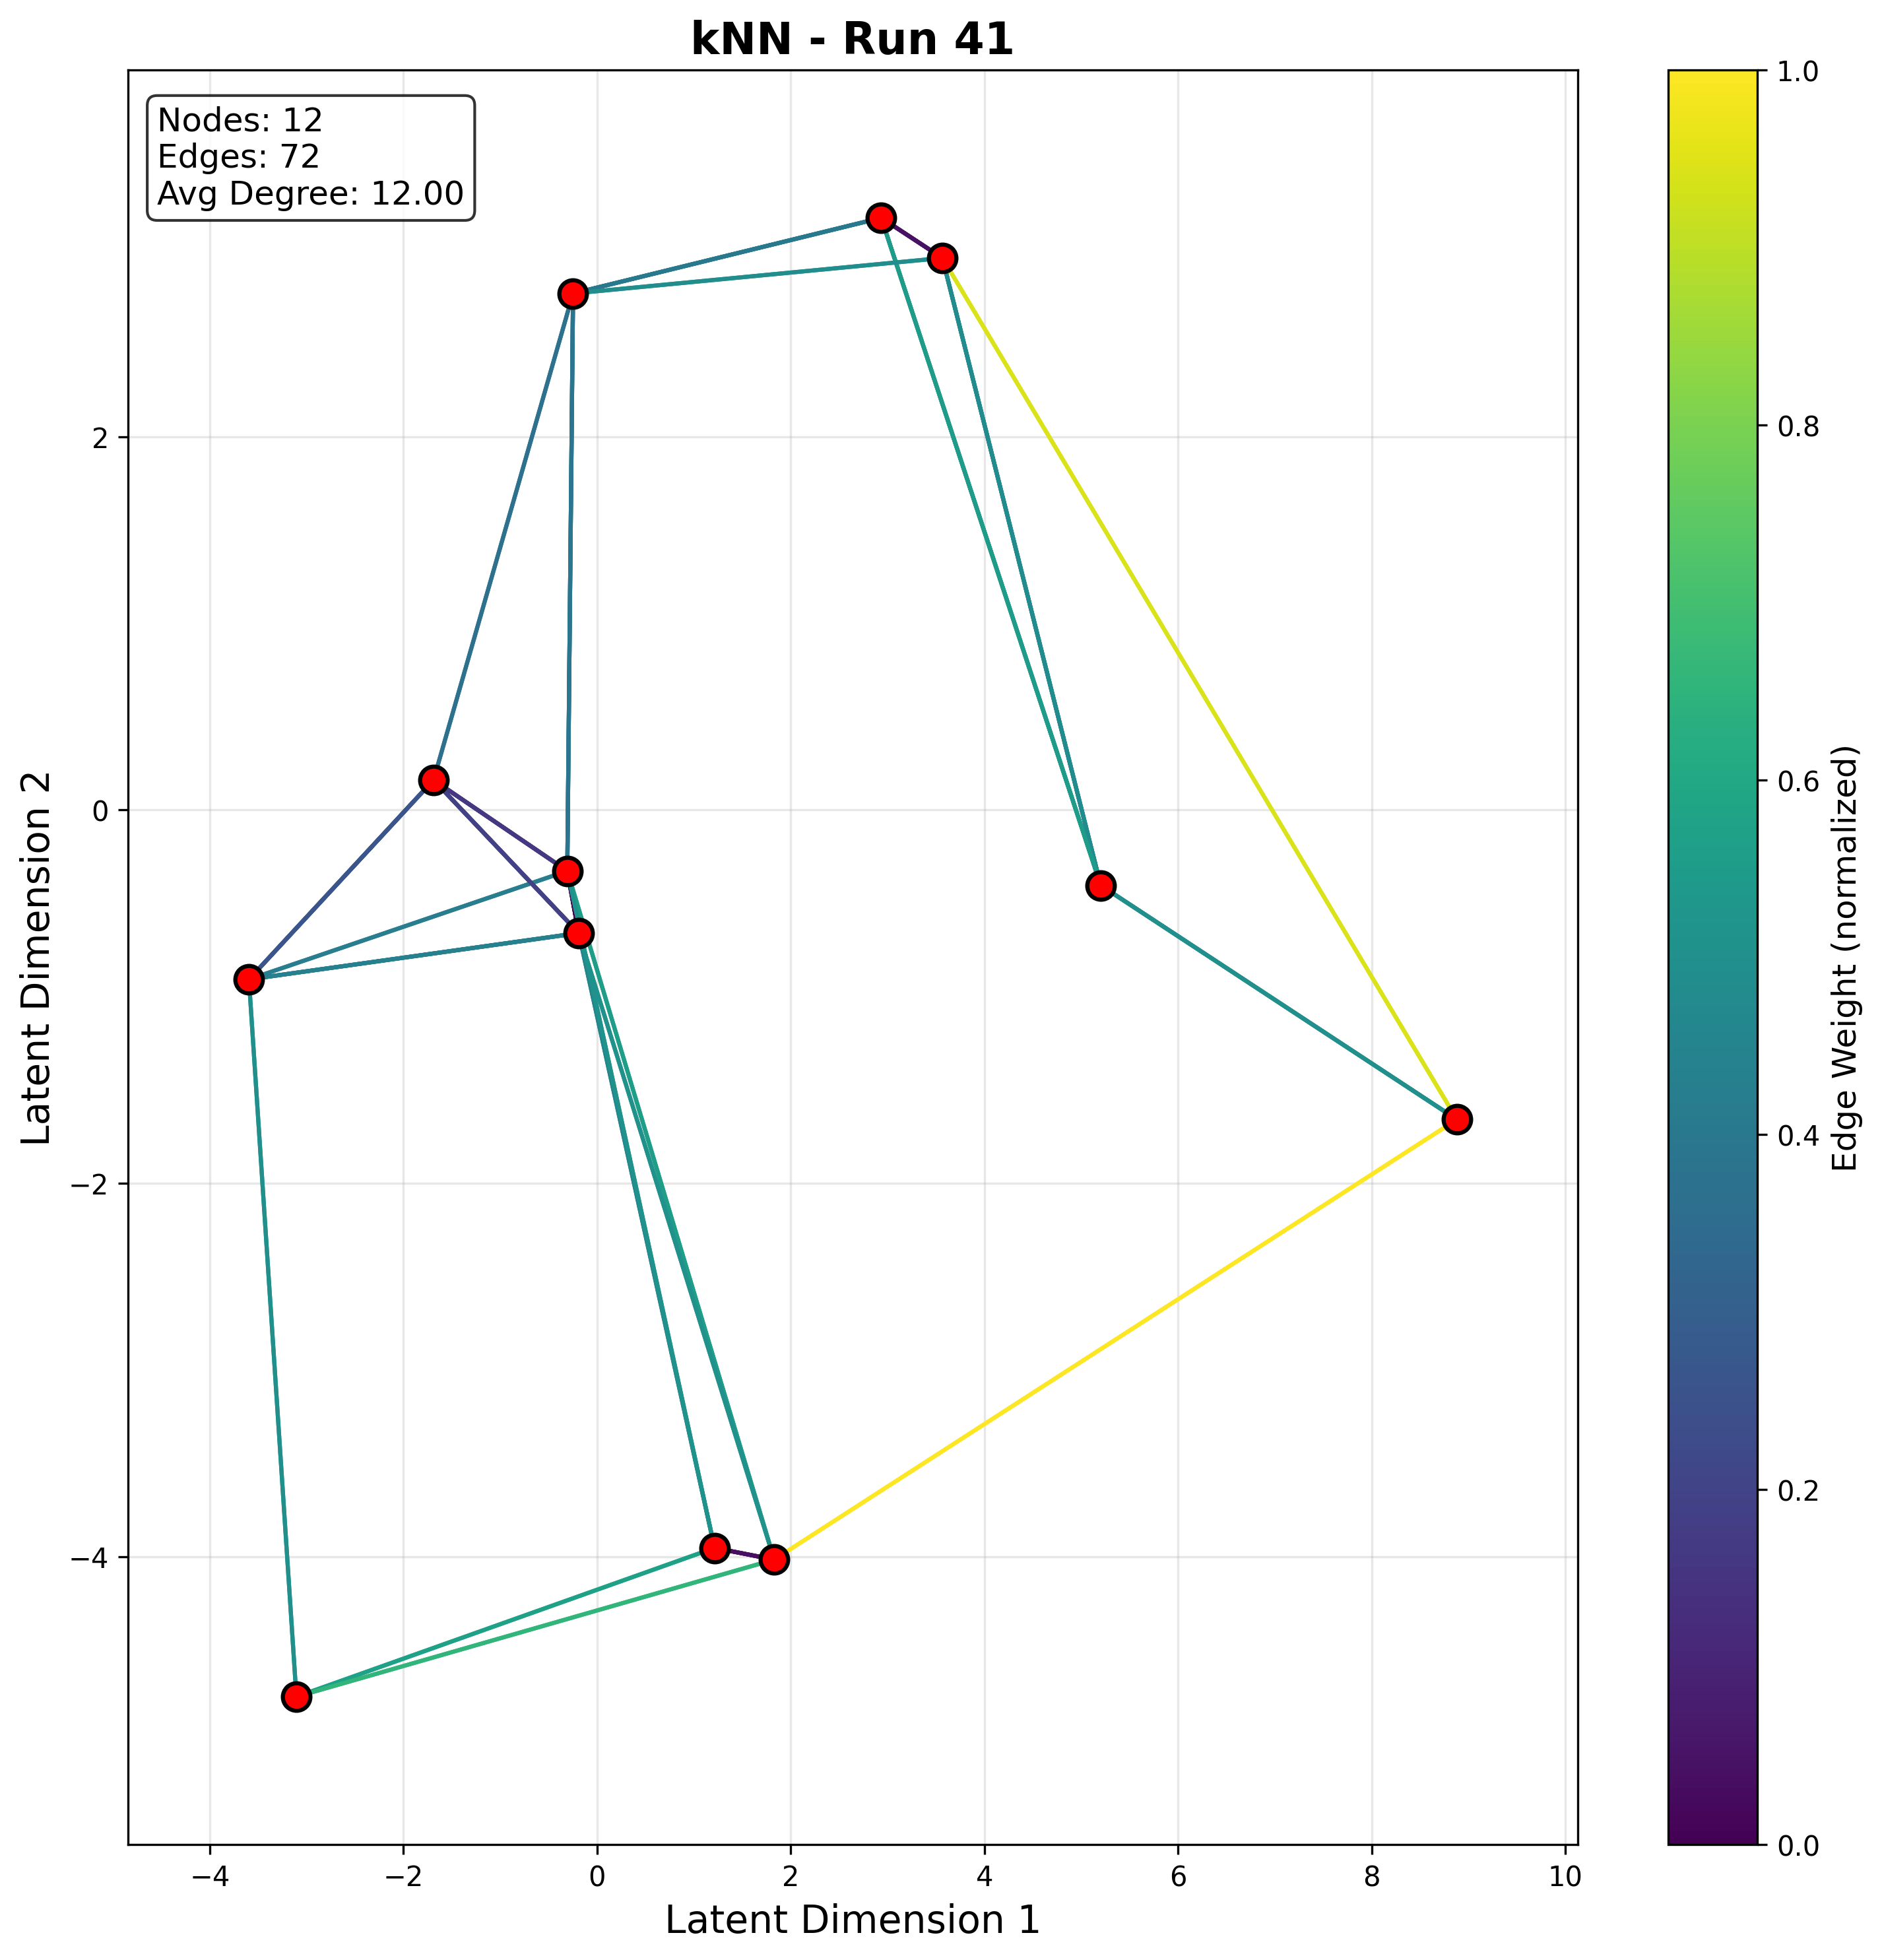 kNN - Run 41
Nodes: 12
Edges: 72
Avg Degree: 12.00
Latent Dimension 2
2
0
−2
−4
−4
−2
0
2
4
6
8
10
Latent Dimension 1
1.0
0.8
0.6
0.4
0.2
0.0
Edge Weight (normalized)